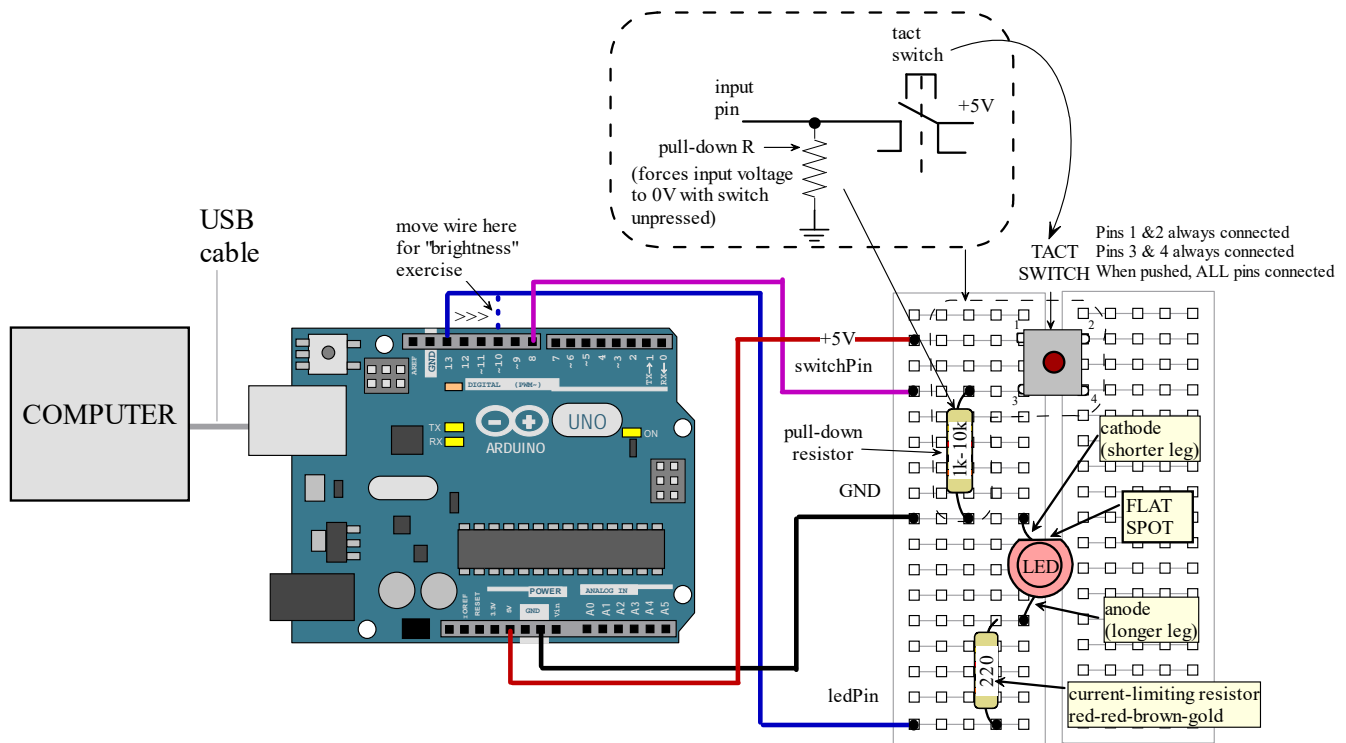 tact
switch
input
pin
+5V
pull-down R
(forces input voltage
to 0V with switch
unpressed)
USB
cable
move wire here
for "brightness"
exercise
>>>
TACT
SWITCH
Pins 1 &2 always connected
Pins 3 & 4 always connected
When pushed, ALL pins connected
COMPUTER
AREF
GND
13
12
~11
~10
~9
8
7
~6
~5
4
~3
2
TX→1
RX←0
DIGITAL (PWM~)
TX
RX
ARDUINO
UNO
ON
+5V
switchPin
1
2
3
4
pull-down
resistor
1k-10k
GND
cathode
(shorter leg)
FLAT
SPOT
LED
anode
(longer leg)
220
ledPin
current-limiting resistor
red-red-brown-gold
POWER
ANALOG IN
IOREF
RESET
3.3V
5V
GND
Vin
A0
A1
A2
A3
A4
A5